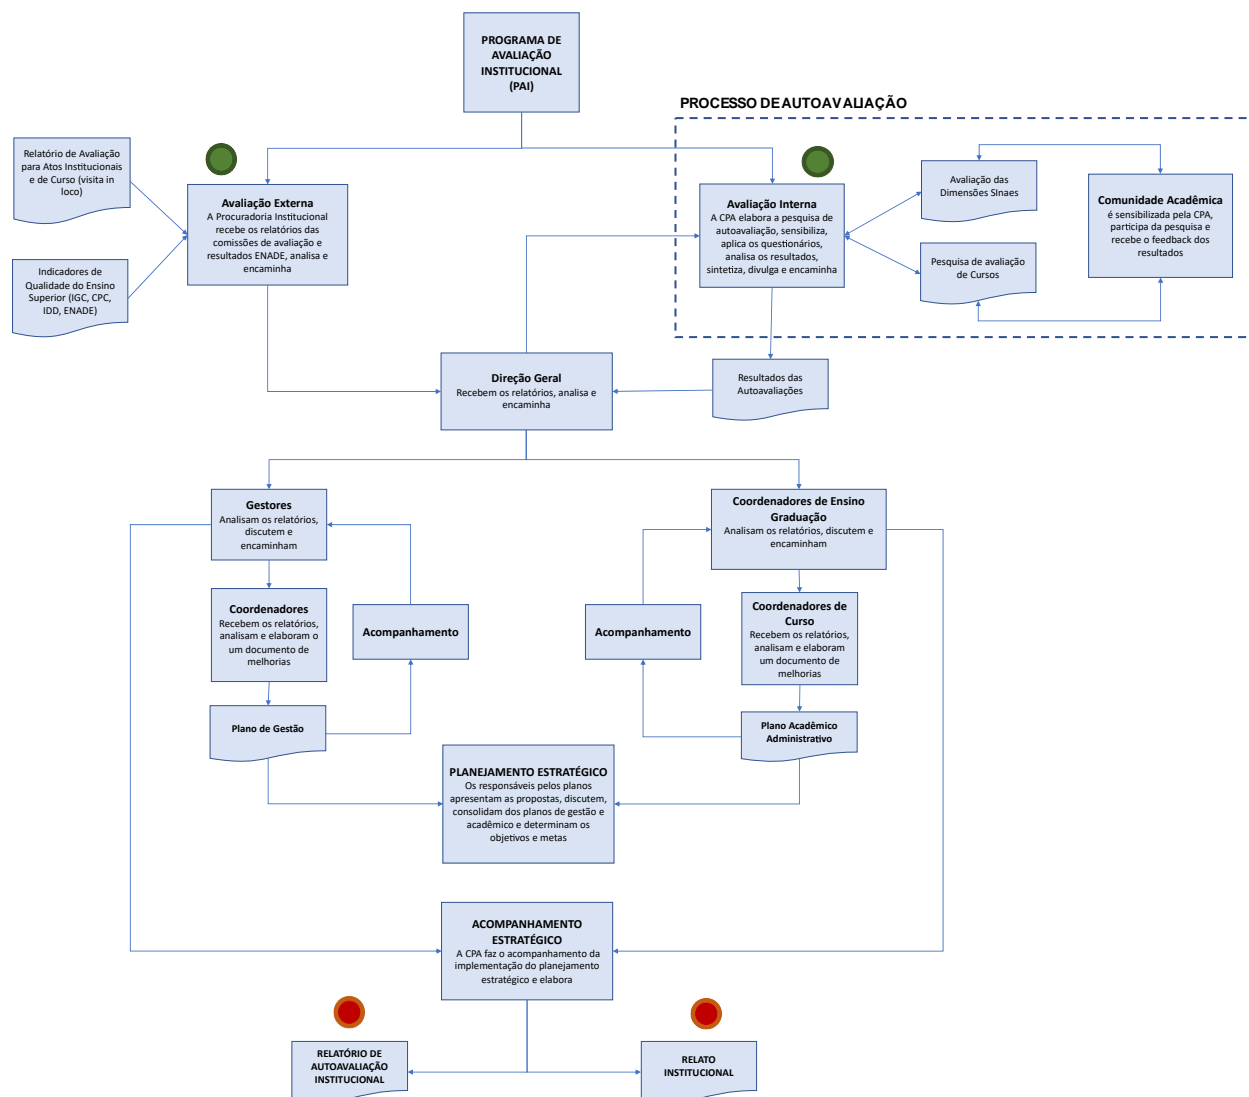 PROGRAMA DE
AVALIAÇÃO
INSTITUCIONAL
(PAI)
PROCESSO DE AUTOAVALIAÇÃO
Relatório de Avaliação
para Atos Institucionais
e de Curso (visita in
loco)
Avaliação Externa
A Procuradoria Institucional
recebe os relatórios das
comissões de avaliação e
resultados ENADE, analisa e
encaminha
Indicadores de
Qualidade do Ensino
Superior (IGC, CPC,
IDD, ENADE)
Avaliação Interna
A CPA elabora a pesquisa de
autoavaliação, sensibiliza,
aplica os questionários,
analisa os resultados,
sintetiza, divulga e encaminha
Avaliação das
Dimensões SInaes
Pesquisa de avaliação
de Cursos
Comunidade Acadêmica
é sensibilizada pela CPA,
participa da pesquisa e
recebe o feedback dos
resultados
Direção Geral
Recebem os relatórios, analisa e
encaminha
Resultados das
Autoavaliações
Gestores
Analisam os relatórios,
discutem e
encaminham
Coordenadores de Ensino
Graduação
Analisam os relatórios, discutem e
encaminham
Coordenadores
Recebem os relatórios,
analisam e elaboram o
um documento de
melhorias
Acompanhamento
Acompanhamento
Coordenadores de
Curso
Recebem os relatórios,
analisam e elaboram
um documento de
melhorias
Plano de Gestão
Plano Acadêmico
Administrativo
PLANEJAMENTO ESTRATÉGICO
Os responsáveis pelos planos
apresentam as propostas, discutem,
consolidam dos planos de gestão e
acadêmico e determinam os
objetivos e metas
ACOMPANHAMENTO
ESTRATÉGICO
A CPA faz o acompanhamento da
implementação do planejamento
estratégico e elabora
RELATÓRIO DE
AUTOAVALIAÇÃO
INSTITUCIONAL
RELATO
INSTITUCIONAL